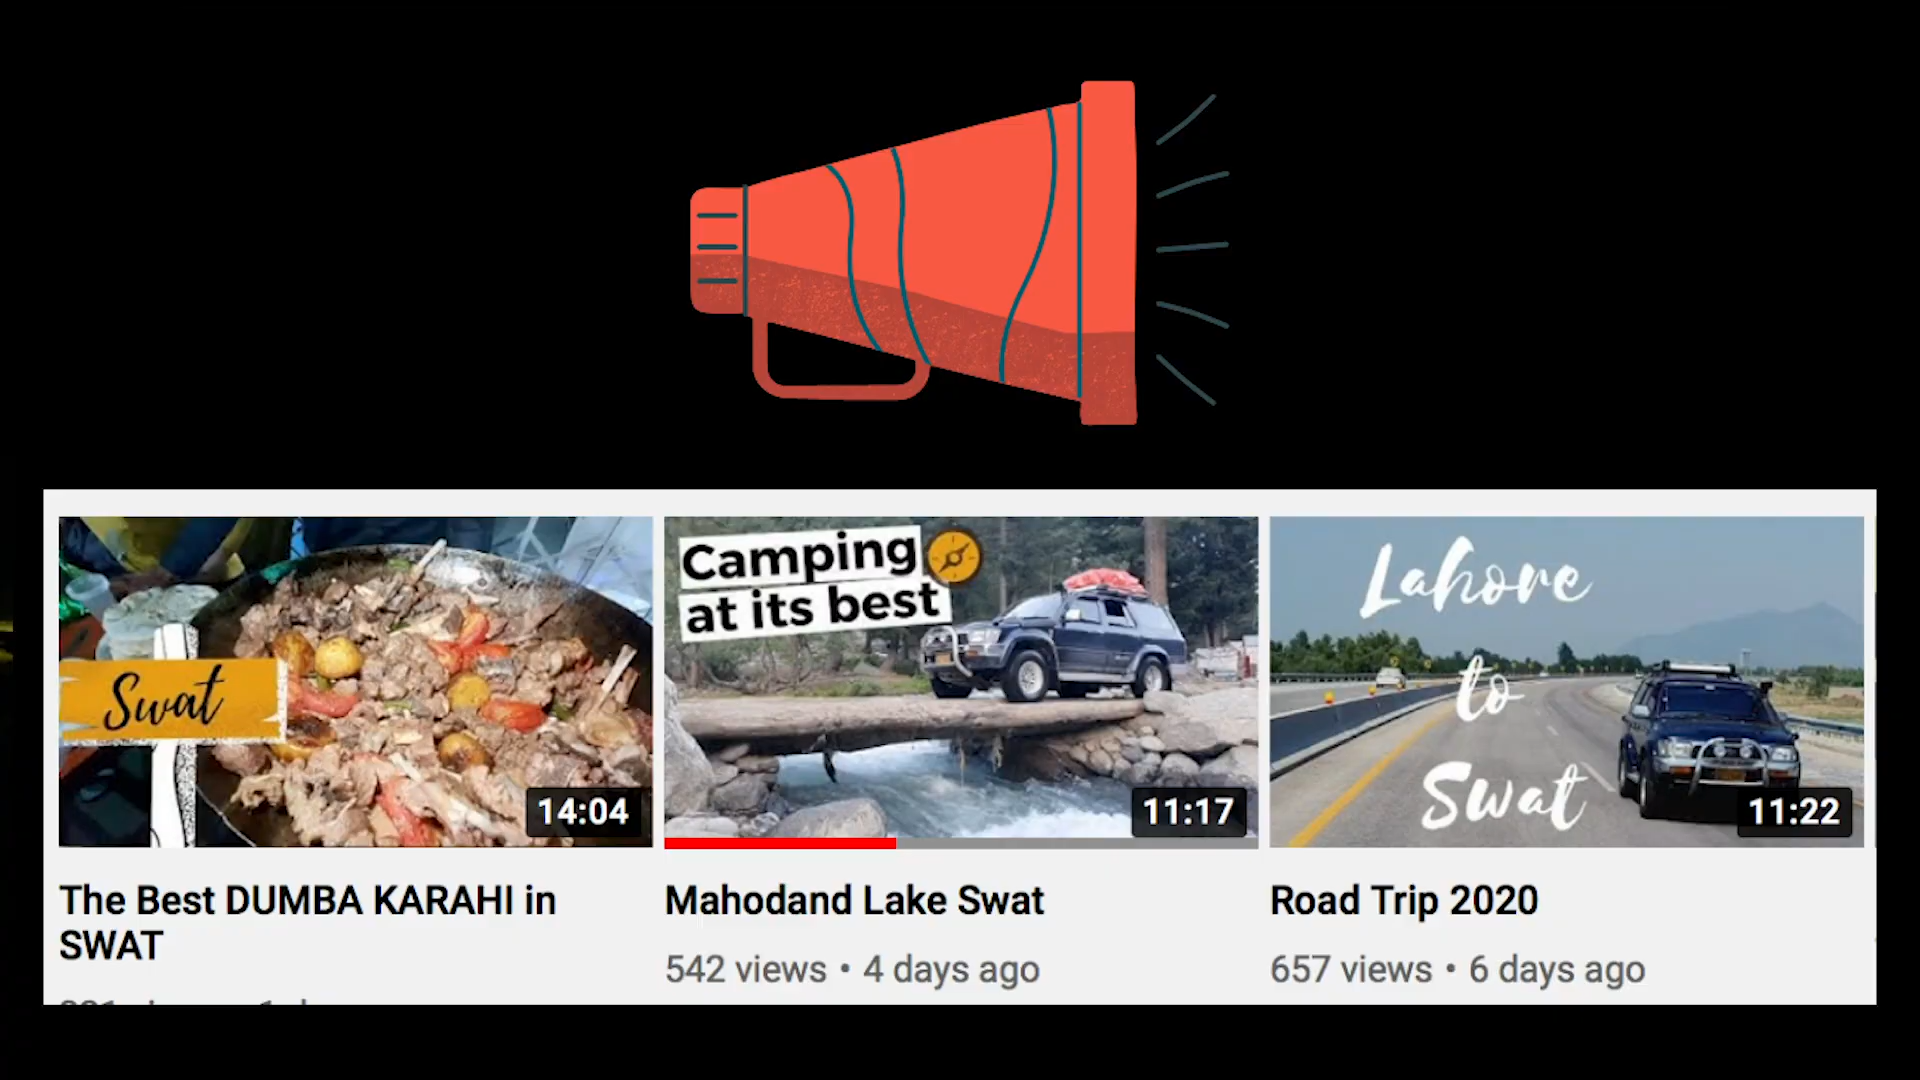 Camping
at its best
Lahore
to
Swat
Swat
14:04
11:17
11:22
The Best DUMBA KARAHI in
SWAT
Mahodand Lake Swat
Road Trip 2020
542 views • 4 days ago
657 views • 6 days ago